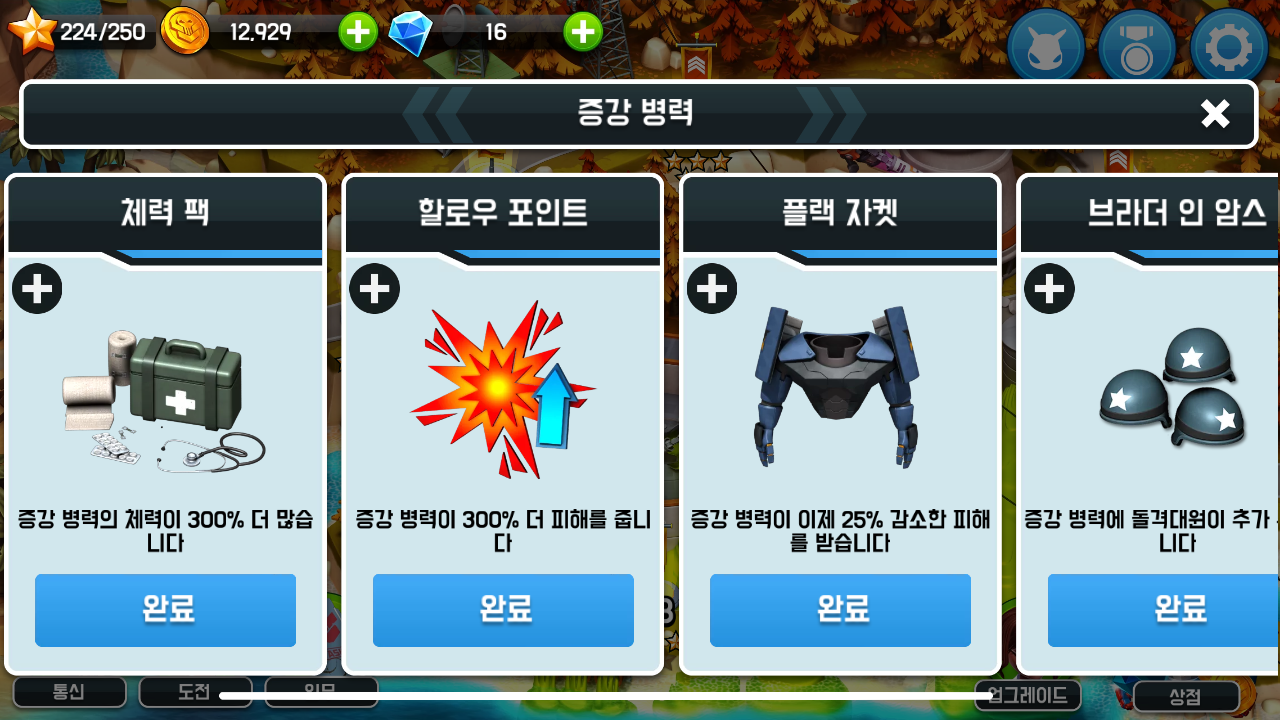 224/250
12,929
16
증강 병력
체력 팩
할로우 포인트
플랙 자켓
브라더 인 암스
증강 병력의 체력이 300% 더 많습
니다
증강 병력이 300% 더 피해를 줍니
다
증강 병력이 이제 25% 감소한 피해
를 받습니다
증강 병력에 돌격대원이 추가
니다
완료
완료
완료
완료
통신
도전
업그레이드
상점